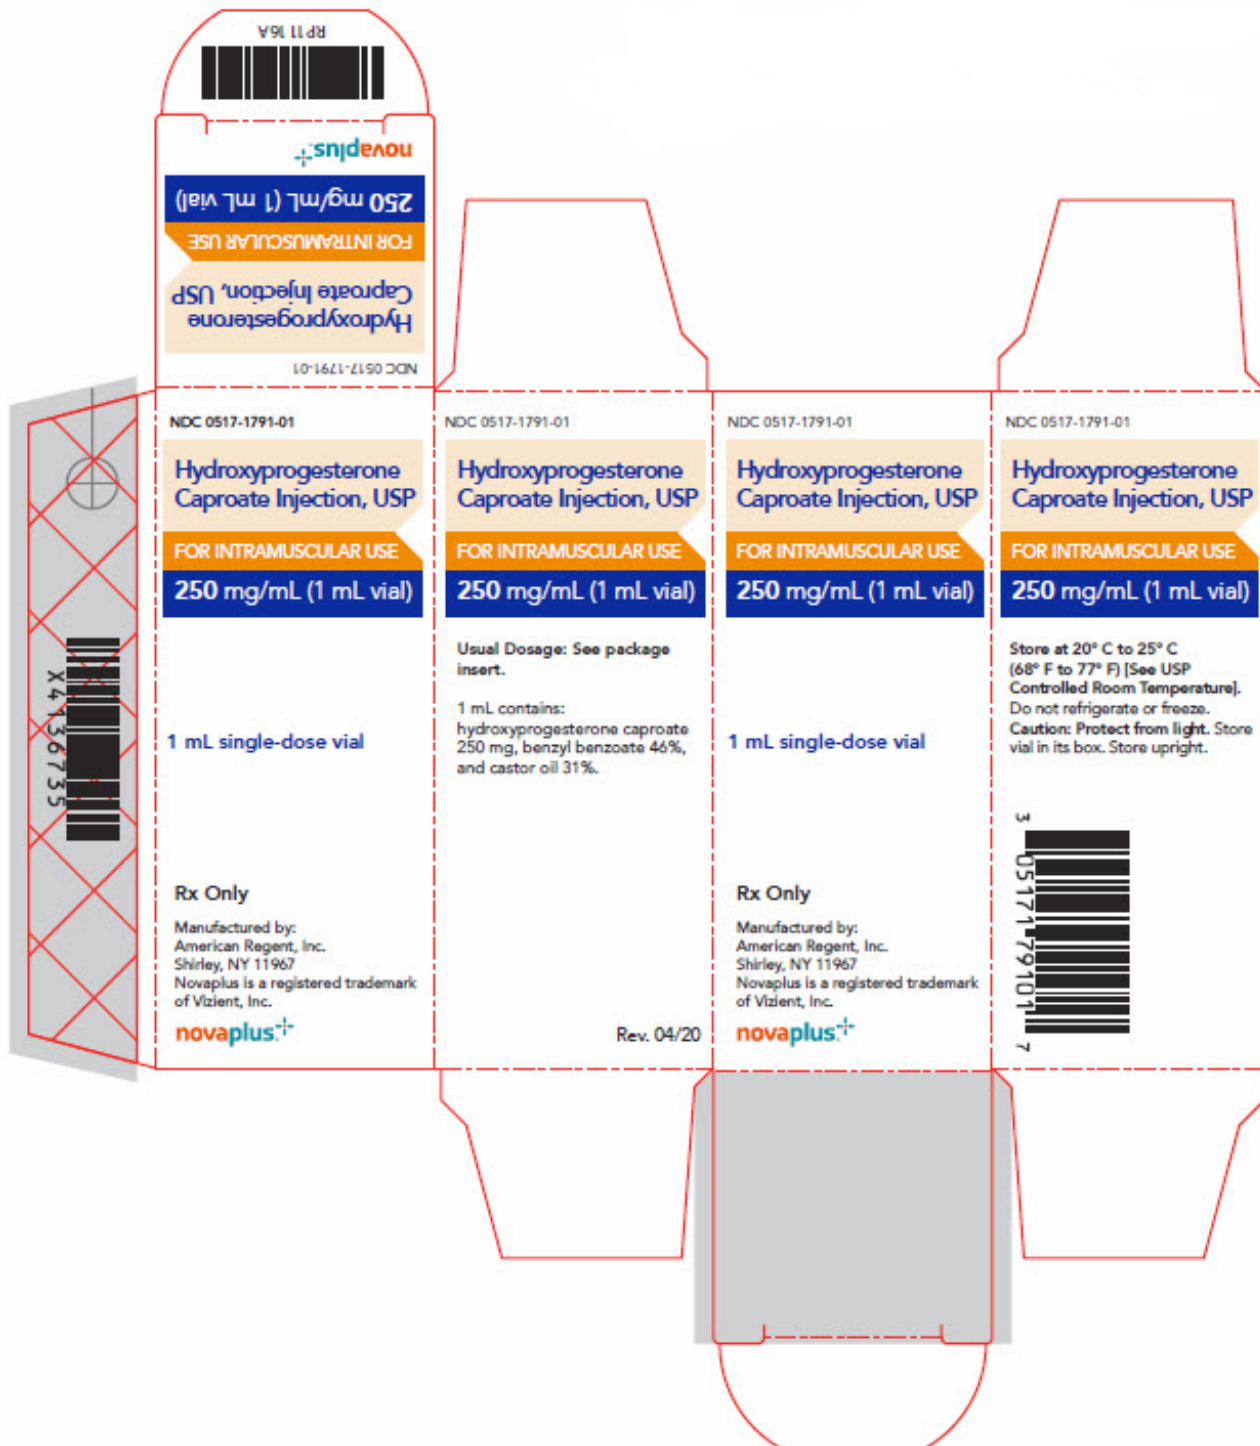 RP11 16A
novaplus
250 mg/mL (1 mL vial)
FOR INTRAMUSCULAR USE
Hydroxyprogesterone
Caproate Injection, USP
NDC 0517-1791-01
X4136735
NDC 0517-1791-01
Hydroxyprogesterone
Caproate Injection, USP
FOR INTRAMUSCULAR USE
250 mg/mL (1 mL vial)
1 mL single-dose vial
Rx Only
Manufactured by:
American Regent, Inc.
Shirley, NY 11967
Novaplus is a registered trademark
of Vizient, Inc.
novaplus
NDC 0517-1791-01
Hydroxyprogesterone
Caproate Injection, USP
FOR INTRAMUSCULAR USE
250 mg/mL (1 mL vial)
Usual Dosage: See package
insert.
1 mL contains:
hydroxyprogesterone caproate
250 mg, benzyl benzoate 46%,
and castor oil 31%.
Rev. 04/20
NDC 0517-1791-01
Hydroxyprogesterone
Caproate Injection, USP
FOR INTRAMUSCULAR USE
250 mg/mL (1 mL vial)
1 mL single-dose vial
Rx Only
Manufactured by:
American Regent, Inc.
Shirley, NY 11967
Novaplus is a registered trademark
of Vizient, Inc.
novaplus
NDC 0517-1791-01
Hydroxyprogesterone
Caproate Injection, USP
FOR INTRAMUSCULAR USE
250 mg/mL (1 mL vial)
Store at 20° C to 25° C
(68° F to 77° F) [See USP
Controlled Room Temperature].
Do not refrigerate or freeze.
Caution: Protect from light. Store
vial in its box. Store upright.
3 0517179101 7